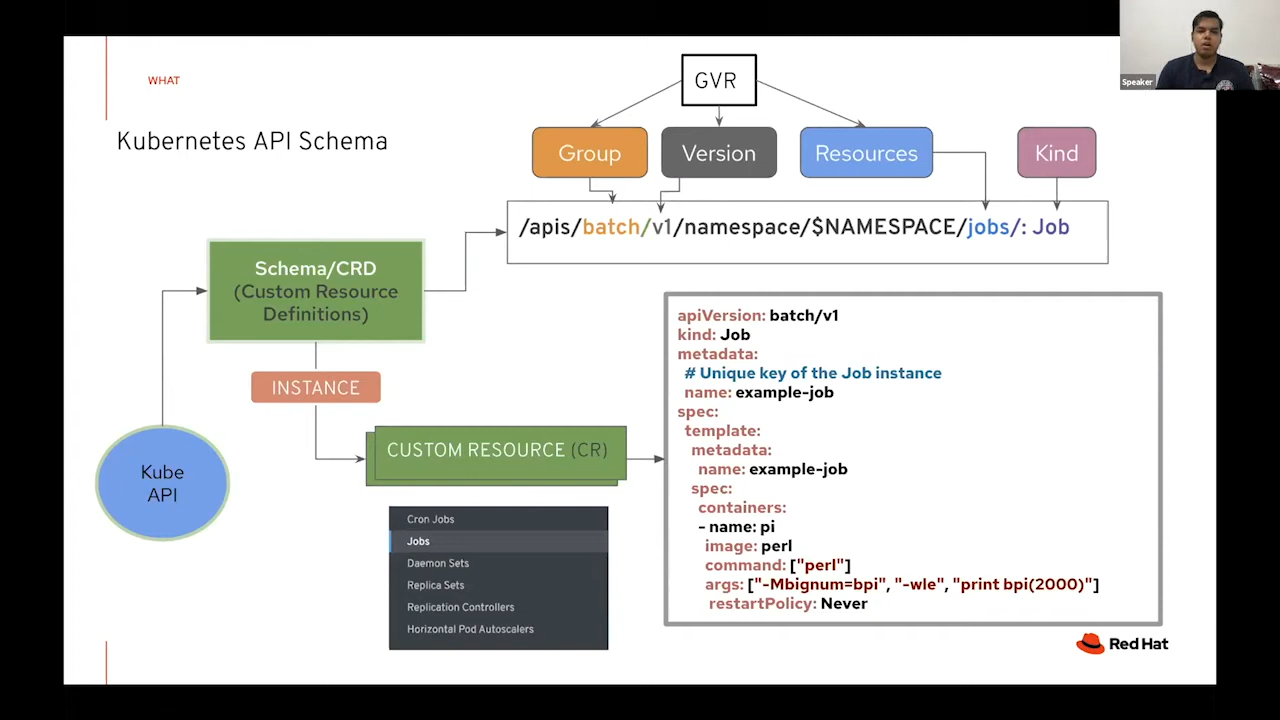 WHAT
Kubernetes API Schema
GVR
Group
Version
Resources
Kind
/apis/batch/v1/namespace/$NAMESPACE/jobs/: Job
Schema/CRD
(Custom Resource
Definitions)
INSTANCE
Kube
API
CUSTOM RESOURCE (CR)
Cron Jobs
Jobs
Daemon Sets
Replica Sets
Replication Controllers
Horizontal Pod Autoscalers
apiVersion: batch/v1
kind: Job
metadata:
# Unique key of the Job instance
name: example-job
spec:
template:
metadata:
name: example-job
spec:
containers:
- name: pi
image: perl
command: ["perl"]
args: ["-Mbignum=bpi", "-wle", "print bpi(2000)"]
restartPolicy: Never
Red Hat
Speaker